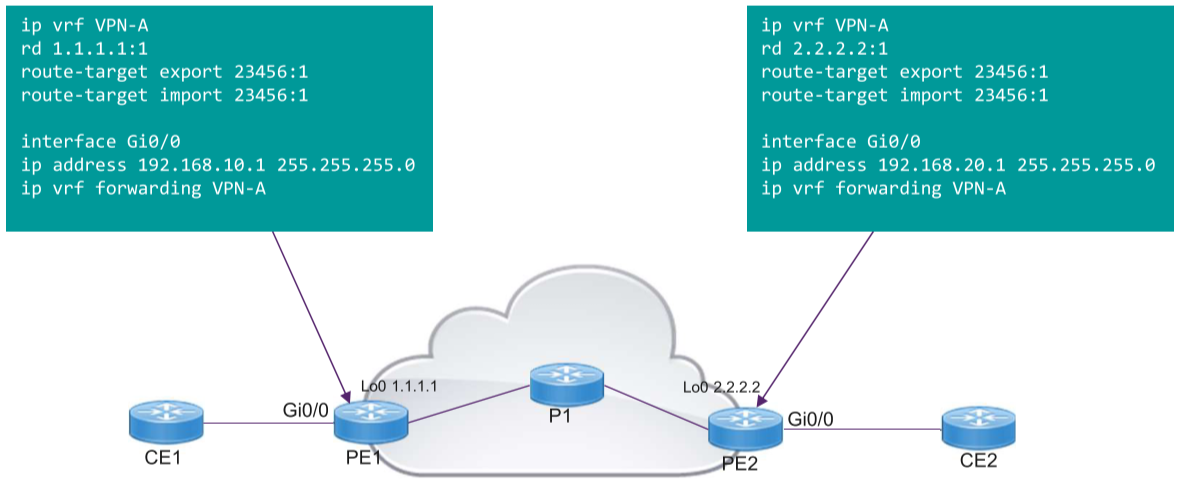 ip vrf VPN-A
rd 1.1.1.1:1
route-target export 23456:1
route-target import 23456:1
interface Gi0/0
ip address 192.168.10.1 255.255.255.0
ip vrf forwarding VPN-A
ip vrf VPN-A
rd 2.2.2.2:1
route-target export 23456:1
route-target import 23456:1
interface Gi0/0
ip address 192.168.20.1 255.255.255.0
ip vrf forwarding VPN-A
Lo0 1.1.1.1
Lo0 2.2.2.2
Gi0/0
P1
Gi0/0
CE1
PE1
PE2
CE2